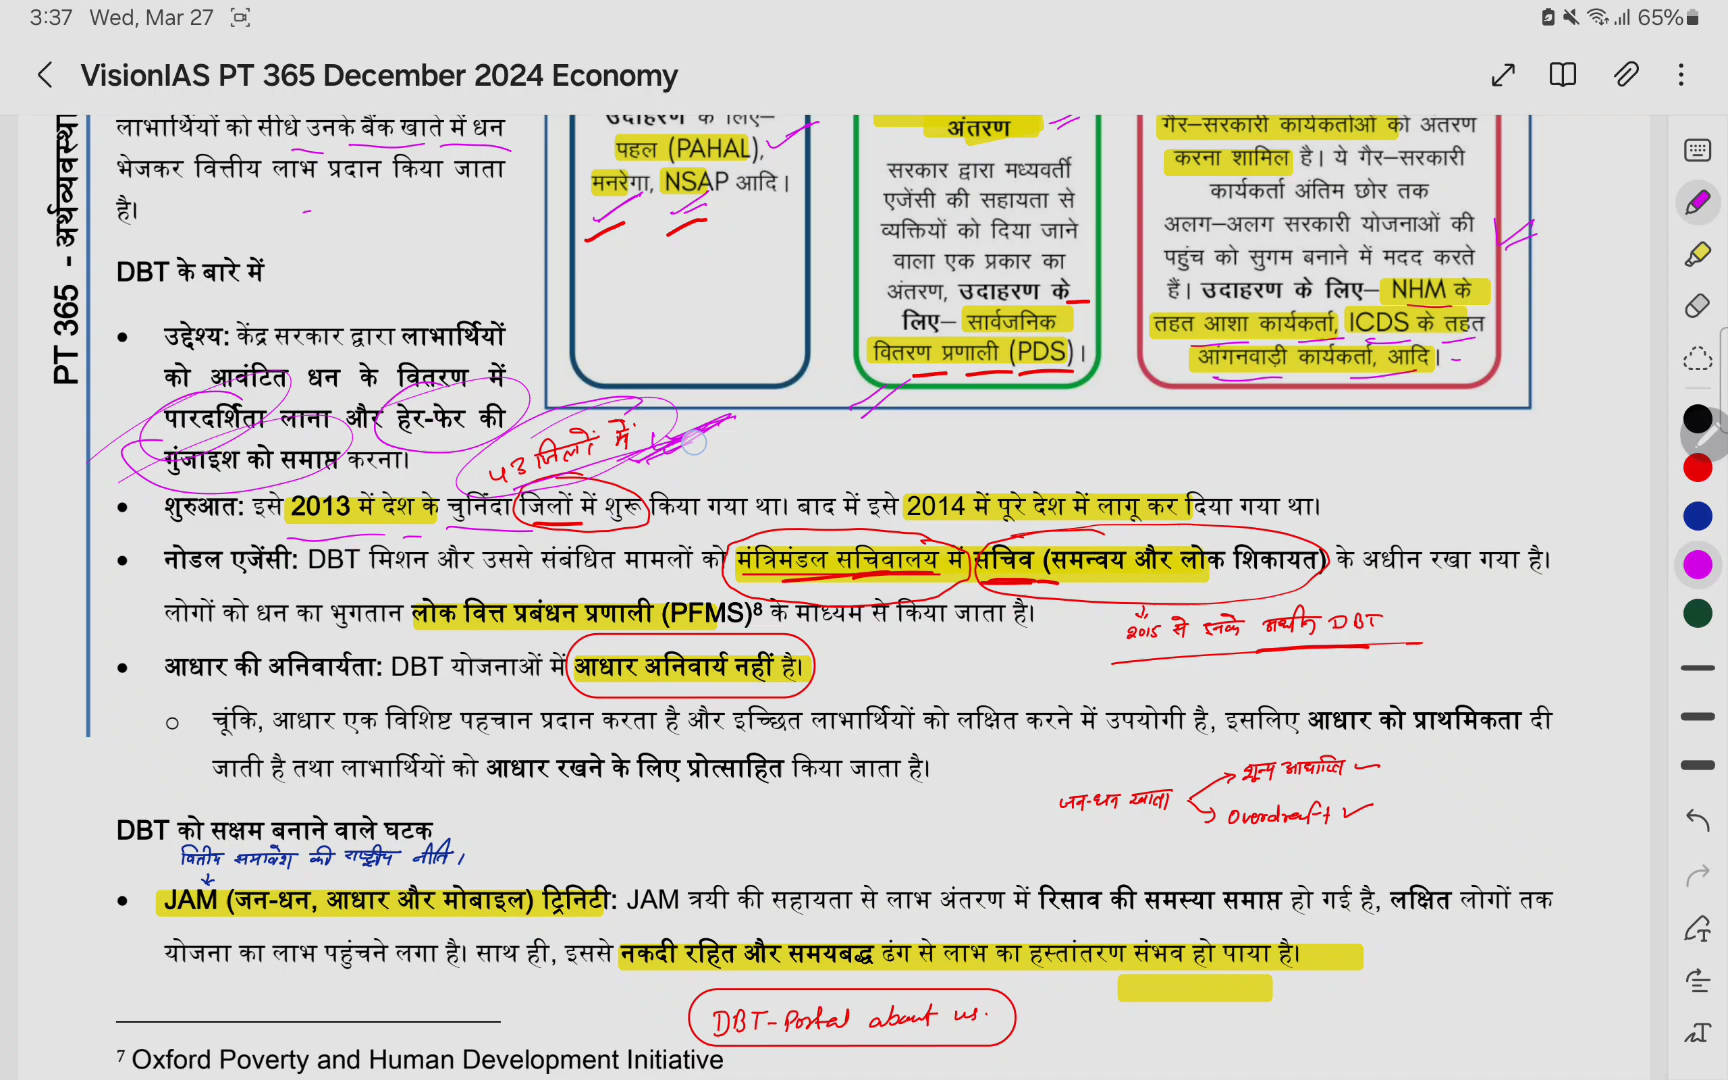 3:37 Wed, Mar 27
65%
VisionIAS PT 365 December 2024 Economy
PT 365 - अर्थव्यवस्था
लाभार्थियों को सीधे उनके बैंक खाते में धन
भेजकर वित्तीय लाभ प्रदान किया जाता
है।
DBT के बारे में
• उद्देश्य: केंद्र सरकार द्वारा लाभार्थियों
को आवंटित धन के वितरण में
पारदर्शिता लाना और हेर-फेर की
गुंजाइश को समाप्त करना।
उदाहरण के लिए–
पहल (PAHAL),
मनरेगा, NSAP आदि।
अंतरण
सरकार द्वारा मध्यवर्ती
एजेंसी की सहायता से
व्यक्तियों को दिया जाने
वाला एक प्रकार का
अंतरण, उदाहरण के
लिए– सार्वजनिक
वितरण प्रणाली (PDS)।
गैर–सरकारी कार्यकर्ताओं को अंतरण
करना शामिल है। ये गैर–सरकारी
कार्यकर्ता अंतिम छोर तक
अलग–अलग सरकारी योजनाओं की
पहुंच को सुगम बनाने में मदद करते
हैं। उदाहरण के लिए– NHM के
तहत आशा कार्यकर्ता, ICDS के तहत
आंगनवाड़ी कार्यकर्ता, आदि।
43 जिलों में
• शुरुआत: इसे 2013 में देश के चुनिंदा जिलों में शुरू किया गया था। बाद में इसे 2014 में पूरे देश में लागू कर दिया गया था।
• नोडल एजेंसी: DBT मिशन और उससे संबंधित मामलों को मंत्रिमंडल सचिवालय में सचिव (समन्वय और लोक शिकायत) के अधीन रखा गया है।
लोगों को धन का भुगतान लोक वित्त प्रबंधन प्रणाली (PFMS)⁸ के माध्यम से किया जाता है।
2015 से इनके अधीन DBT
• आधार की अनिवार्यता: DBT योजनाओं में आधार अनिवार्य नहीं है।
○ चूंकि, आधार एक विशिष्ट पहचान प्रदान करता है और इच्छित लाभार्थियों को लक्षित करने में उपयोगी है, इसलिए आधार को प्राथमिकता दी
जाती है तथा लाभार्थियों को आधार रखने के लिए प्रोत्साहित किया जाता है।
शून्य
जन-धन खाता
Overdraft
DBT को सक्षम बनाने वाले घटक
वित्तीय समावेश की राष्ट्रीय नीति।
• JAM (जन-धन, आधार और मोबाइल) ट्रिनिटी: JAM त्रयी की सहायता से लाभ अंतरण में रिसाव की समस्या समाप्त हो गई है, लक्षित लोगों तक
योजना का लाभ पहुंचने लगा है। साथ ही, इससे नकदी रहित और समयबद्ध ढंग से लाभ का हस्तांतरण संभव हो पाया है।
DBT-Portal about us.
⁷ Oxford Poverty and Human Development Initiative